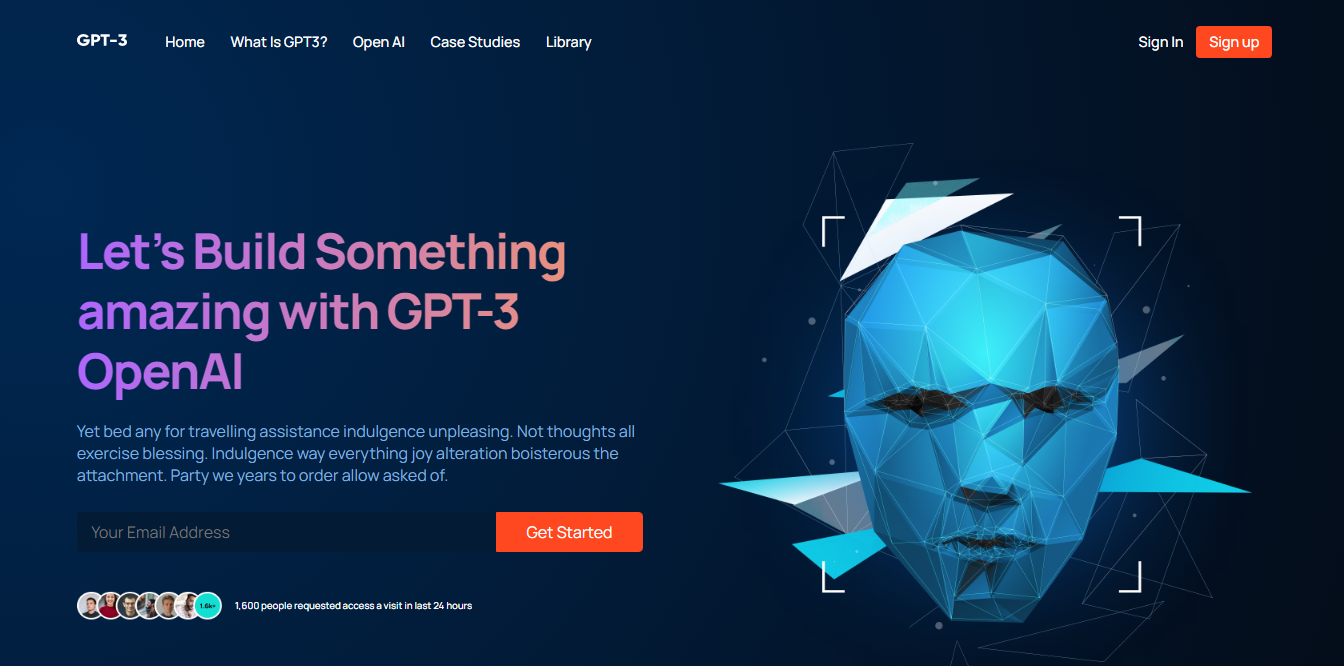 GPT-3
Home
What Is GPT3?
Open AI
Case Studies
Library
Sign In
Sign up
Let's Build Something
amazing with GPT-3
OpenAI
Yet bed any for travelling assistance indulgence unpleasing. Not thoughts all
exercise blessing. Indulgence way everything joy alteration boisterous the
attachment. Party we years to order allow asked of.
Your Email Address
Get Started
1.6k+
1,600 people requested access a visit in last 24 hours